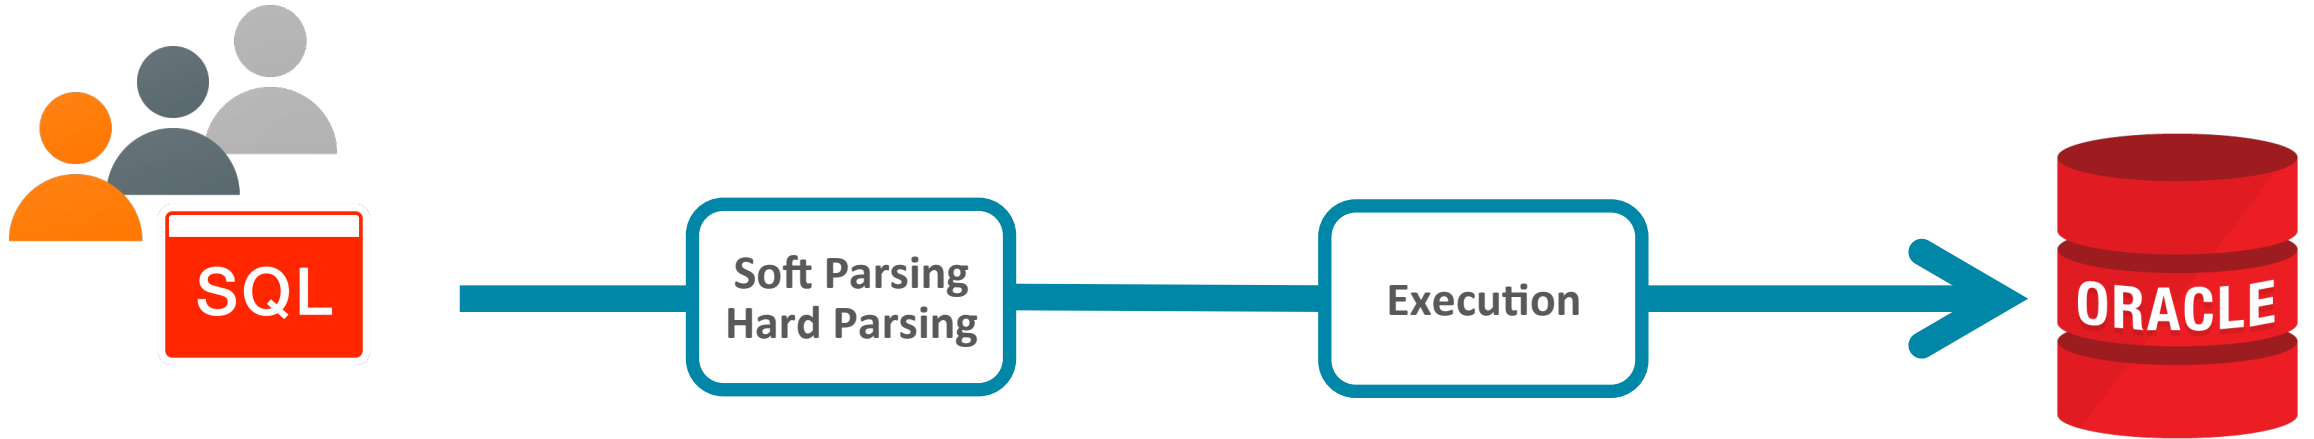 SQL
Soft Parsing
Hard Parsing
Execution
ORACLE